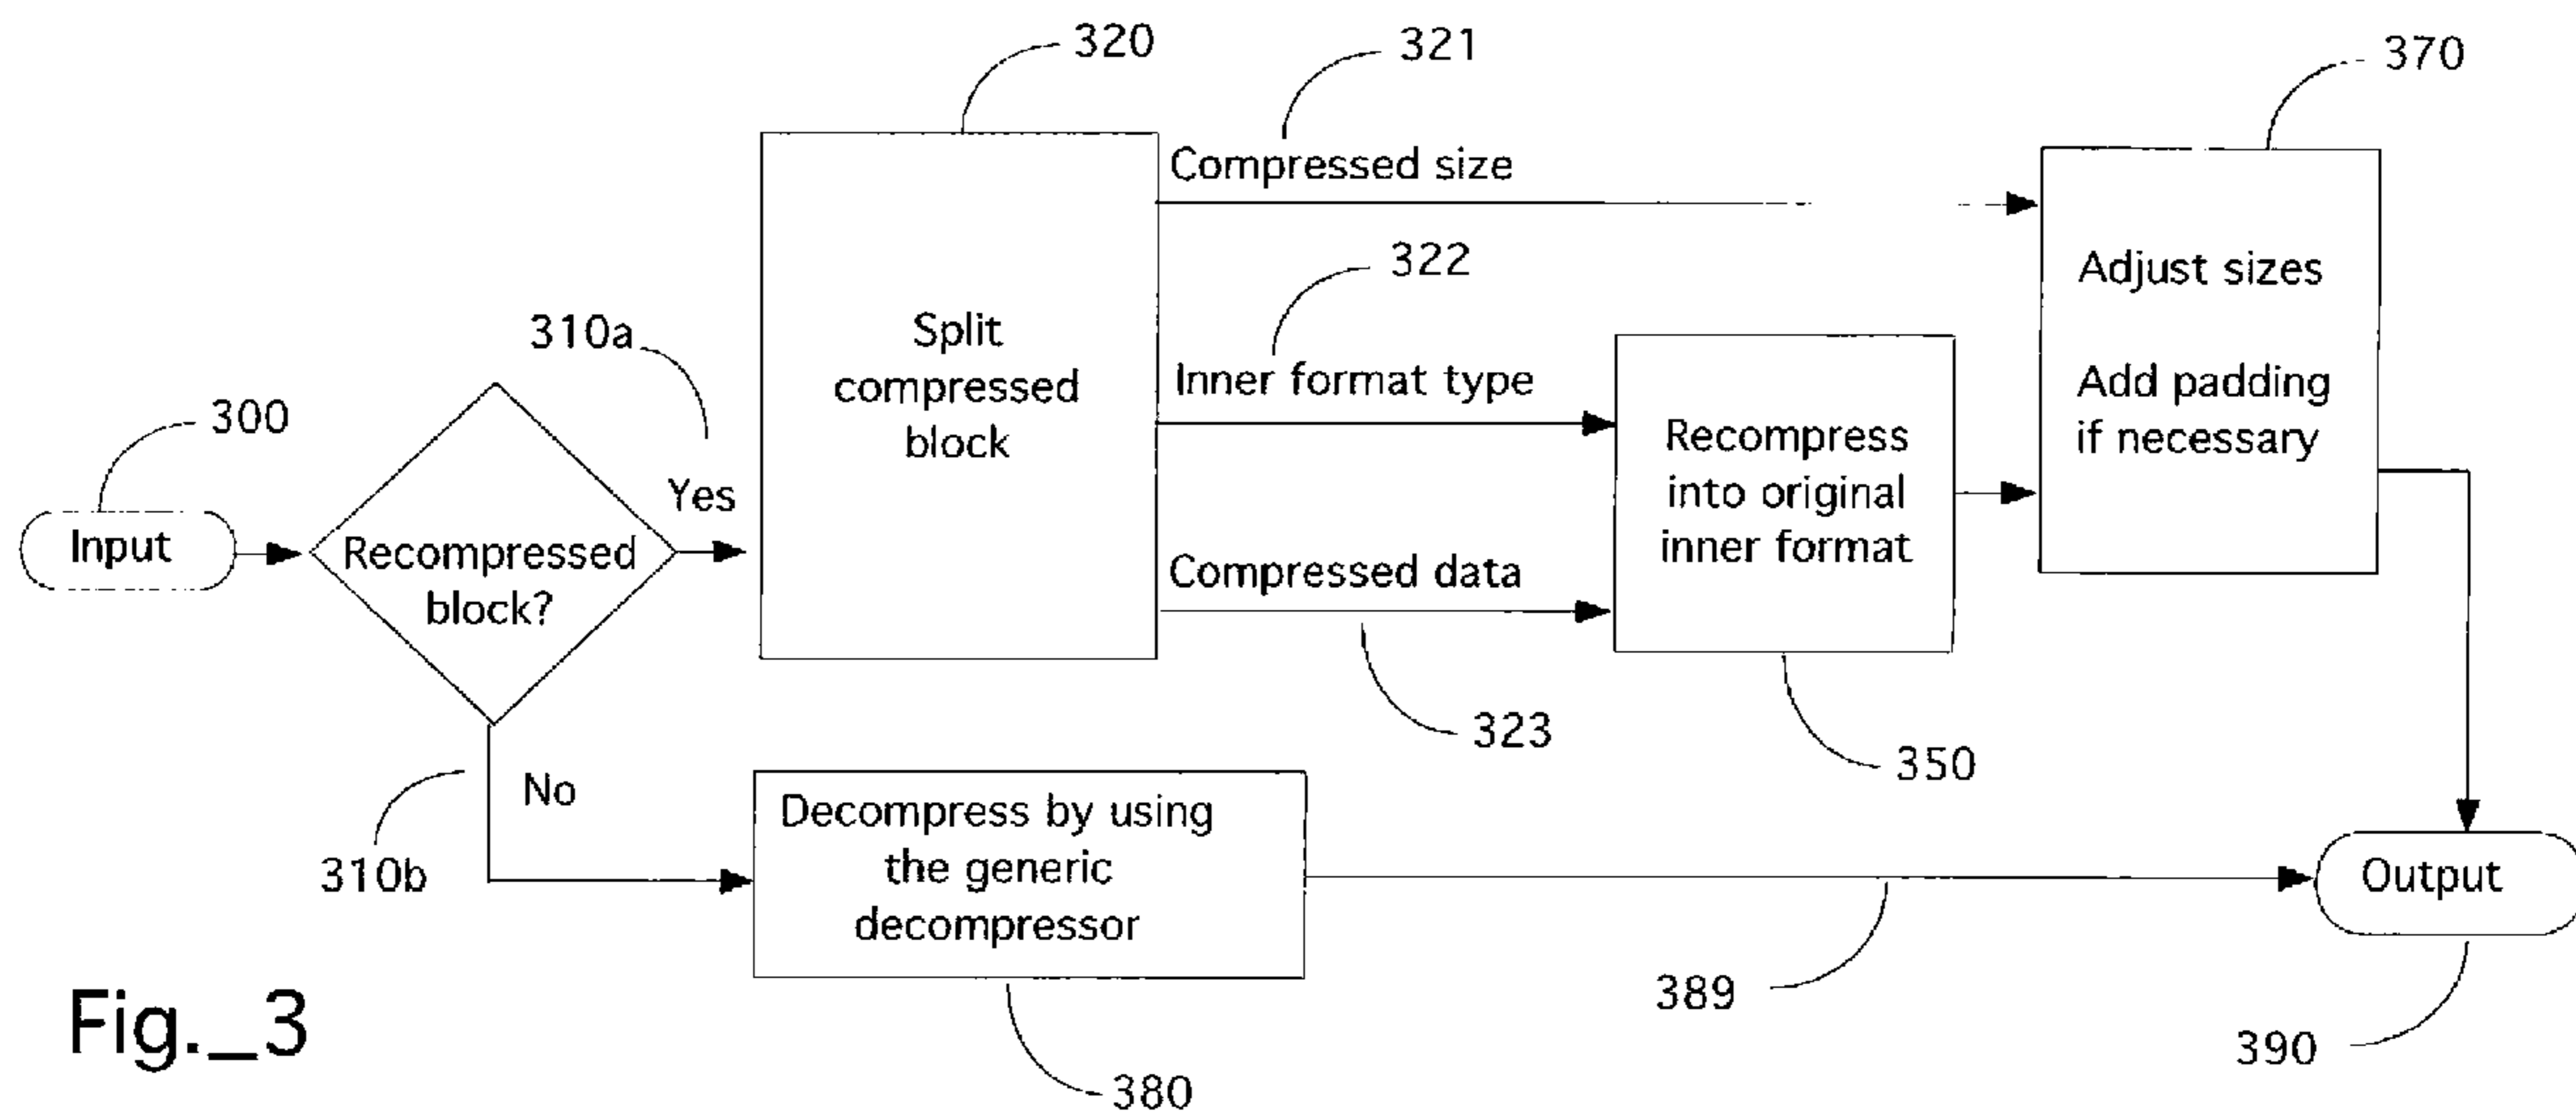 320
321
370
Compressed size
322
Adjust sizes
310a
Split
compressed
block
Inner format type
Add padding
if necessary
300
Recompress
into original
inner format
Yes
Input
Recompressed
block?
Compressed data
323
350
No
Decompress by using
the generic
decompressor
310b
Output
389
Fig._3
390
380